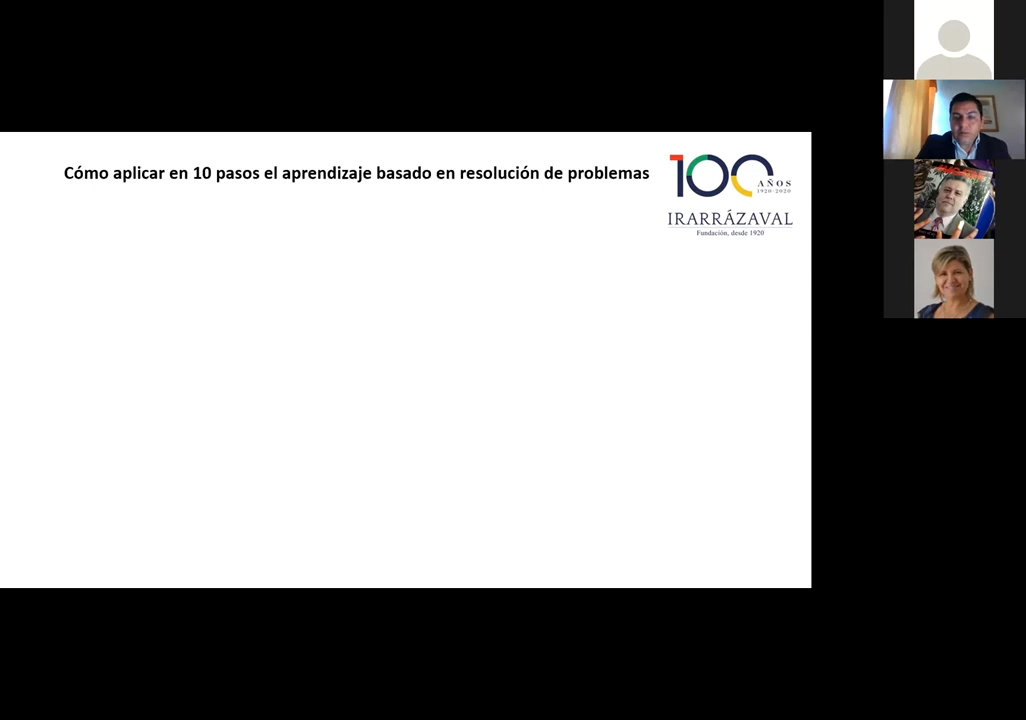 Cómo aplicar en 10 pasos el aprendizaje basado en resolución de problemas
100
AÑOS
1920-2020
IRARRÁZAVAL
Fundación, desde 1920